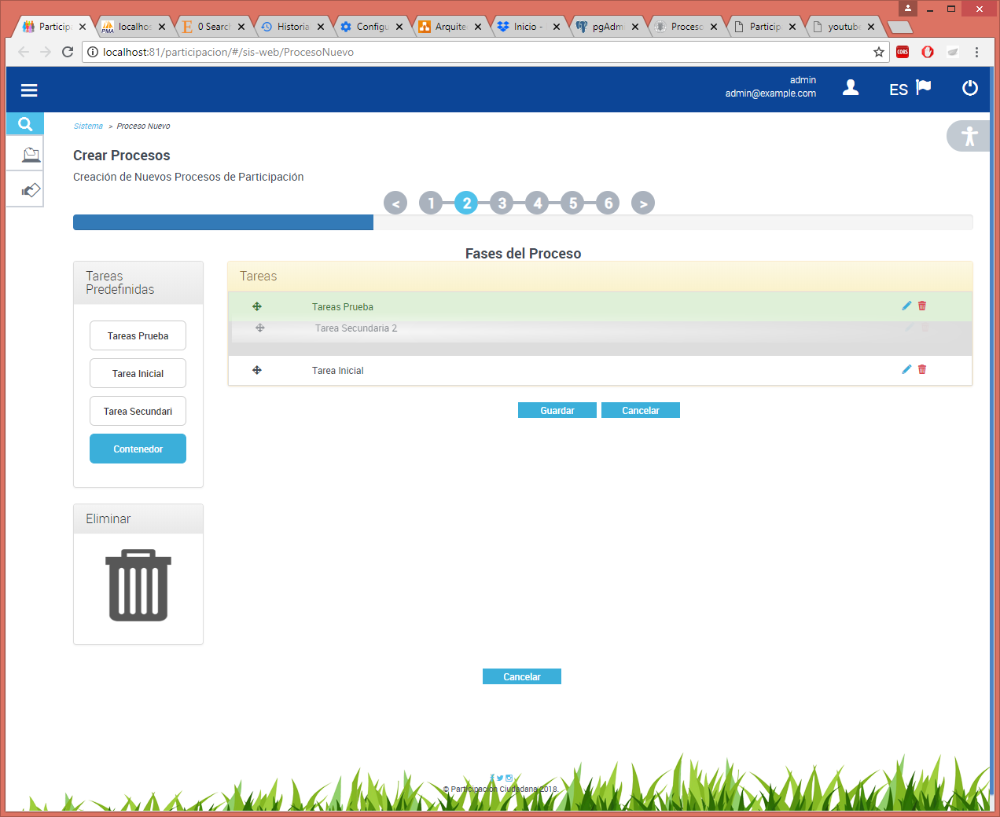 Particip
localhos
0 Searc
Historia
Configu
Arquite
Inicio -
pgAdm
Proceso
Particip
youtube
localhost:81/participacion/#/sis-web/ProcesoNuevo
CORS
admin
admin@example.com
ES
Sistema > Proceso Nuevo
Crear Procesos
Creación de Nuevos Procesos de Participación
< 1 2 3 4 5 6 >
Fases del Proceso
Tareas
Predefinidas
Tareas Prueba
Tarea Inicial
Tarea Secundari
Contenedor
Tareas
Tareas Prueba
Tarea Secundaria 2
Tarea Inicial
Guardar
Cancelar
Eliminar
Cancelar
© Participacion Ciudadana 2018.